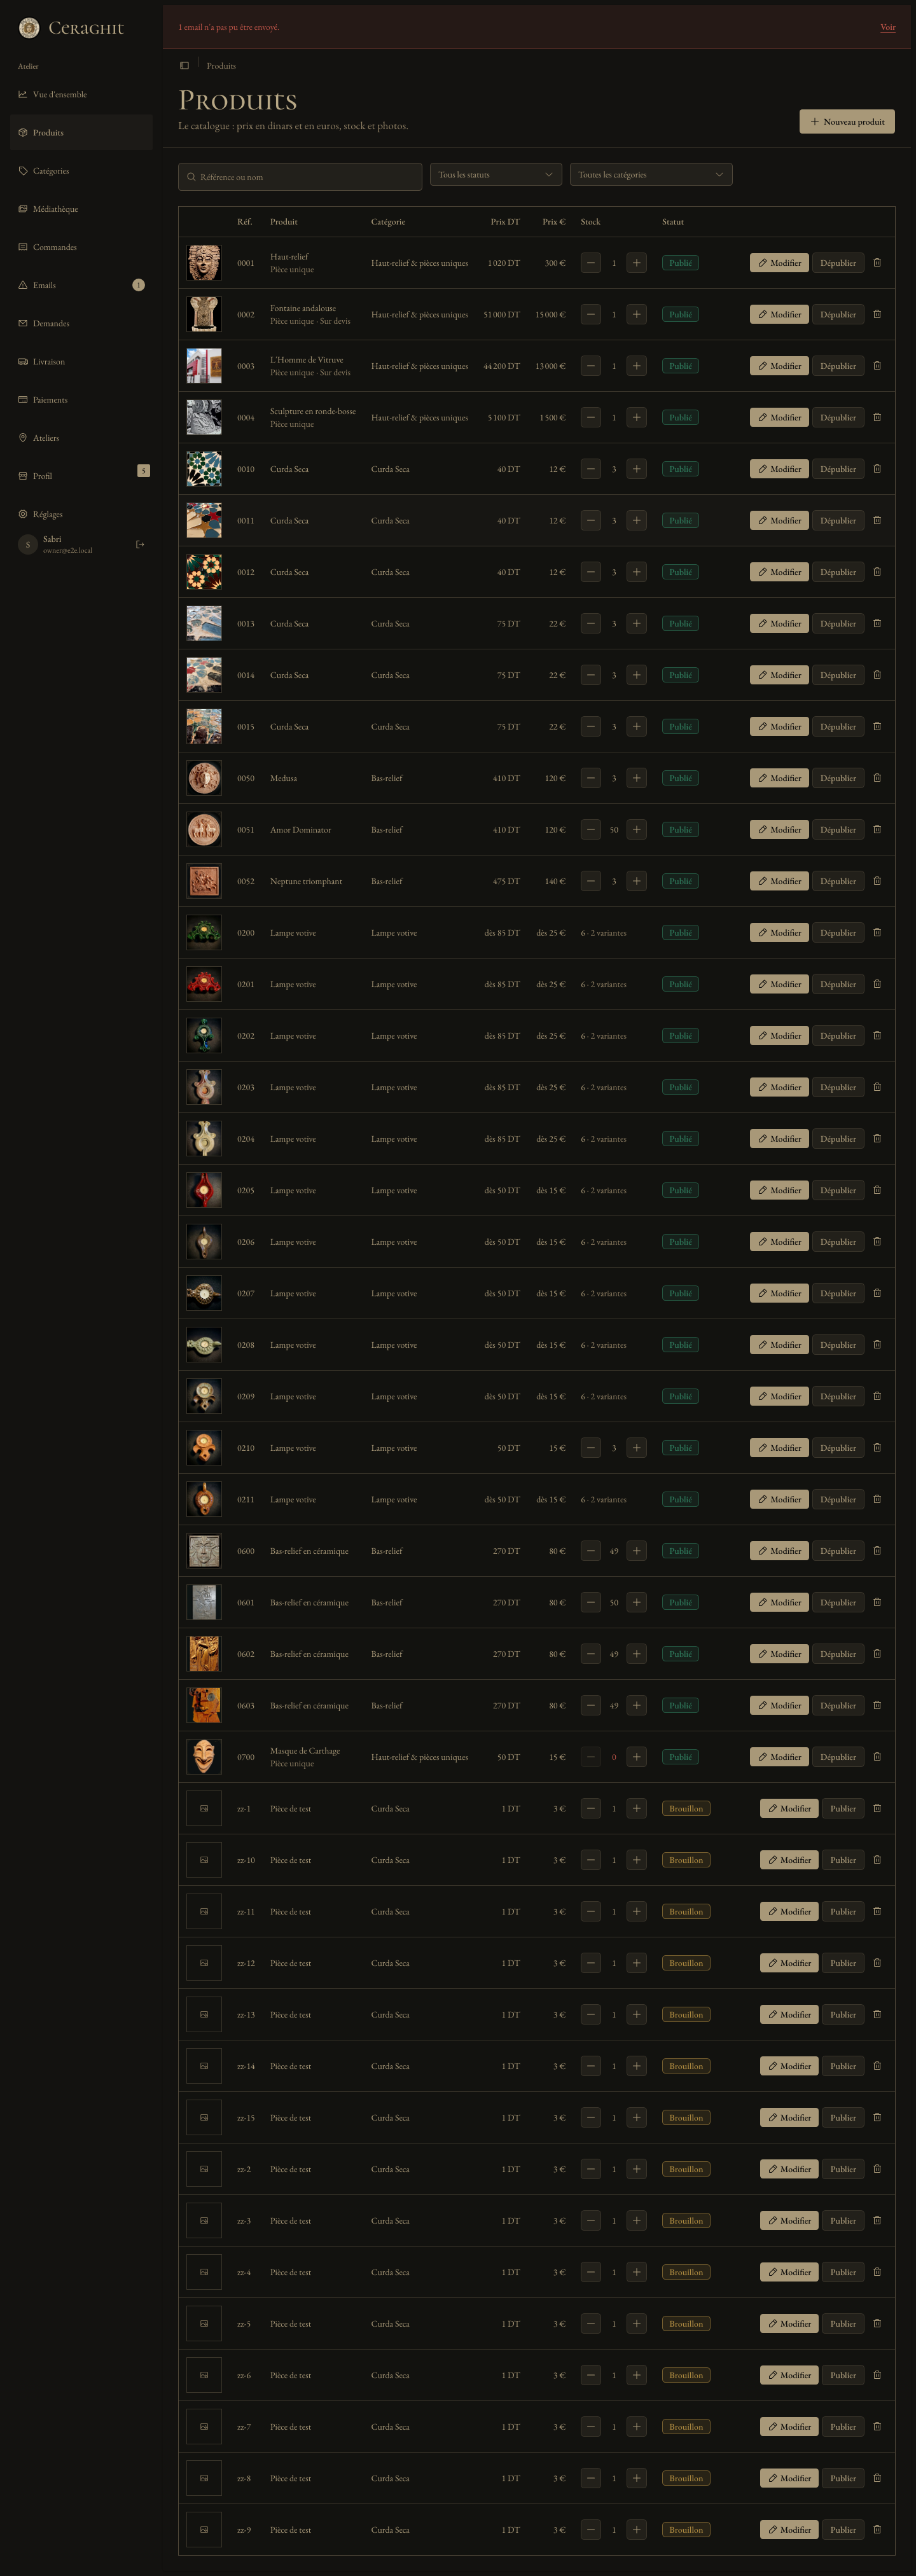 Ceraghit
Atelier
Vue d'ensemble
Produits
Catégories
Médiathèque
Commandes
Emails 1
Demandes
Livraison
Paiements
Ateliers
Profil 5
Réglages
S Sabri
owner@e2e.local
1 email n'a pas pu être envoyé. Voir
Produits
Produits
Le catalogue : prix en dinars et en euros, stock et photos.
Nouveau produit
Référence ou nom Tous les statuts Toutes les catégories
Réf. Produit Catégorie Prix DT Prix € Stock Statut
0001 Haut-relief Pièce unique Haut-relief & pièces uniques 1 020 DT 300 € 1 Publié Modifier Dépublier
0002 Fontaine andalouse Pièce unique · Sur devis Haut-relief & pièces uniques 51 000 DT 15 000 € 1 Publié Modifier Dépublier
0003 L'Homme de Vitruve Pièce unique · Sur devis Haut-relief & pièces uniques 44 200 DT 13 000 € 1 Publié Modifier Dépublier
0004 Sculpture en ronde-bosse Pièce unique Haut-relief & pièces uniques 5 100 DT 1 500 € 1 Publié Modifier Dépublier
0010 Curda Seca Curda Seca 40 DT 12 € 3 Publié Modifier Dépublier
0011 Curda Seca Curda Seca 40 DT 12 € 3 Publié Modifier Dépublier
0012 Curda Seca Curda Seca 40 DT 12 € 3 Publié Modifier Dépublier
0013 Curda Seca Curda Seca 75 DT 22 € 3 Publié Modifier Dépublier
0014 Curda Seca Curda Seca 75 DT 22 € 3 Publié Modifier Dépublier
0015 Curda Seca Curda Seca 75 DT 22 € 3 Publié Modifier Dépublier
0050 Medusa Bas-relief 410 DT 120 € 3 Publié Modifier Dépublier
0051 Amor Dominator Bas-relief 410 DT 120 € 50 Publié Modifier Dépublier
0052 Neptune triomphant Bas-relief 475 DT 140 € 3 Publié Modifier Dépublier
0200 Lampe votive Lampe votive dès 85 DT dès 25 € 6 · 2 variantes Publié Modifier Dépublier
0201 Lampe votive Lampe votive dès 85 DT dès 25 € 6 · 2 variantes Publié Modifier Dépublier
0202 Lampe votive Lampe votive dès 85 DT dès 25 € 6 · 2 variantes Publié Modifier Dépublier
0203 Lampe votive Lampe votive dès 85 DT dès 25 € 6 · 2 variantes Publié Modifier Dépublier
0204 Lampe votive Lampe votive dès 85 DT dès 25 € 6 · 2 variantes Publié Modifier Dépublier
0205 Lampe votive Lampe votive dès 50 DT dès 15 € 6 · 2 variantes Publié Modifier Dépublier
0206 Lampe votive Lampe votive dès 50 DT dès 15 € 6 · 2 variantes Publié Modifier Dépublier
0207 Lampe votive Lampe votive dès 50 DT dès 15 € 6 · 2 variantes Publié Modifier Dépublier
0208 Lampe votive Lampe votive dès 50 DT dès 15 € 6 · 2 variantes Publié Modifier Dépublier
0209 Lampe votive Lampe votive dès 50 DT dès 15 € 6 · 2 variantes Publié Modifier Dépublier
0210 Lampe votive Lampe votive 50 DT 15 € 3 Publié Modifier Dépublier
0211 Lampe votive Lampe votive dès 50 DT dès 15 € 6 · 2 variantes Publié Modifier Dépublier
0600 Bas-relief en céramique Bas-relief 270 DT 80 € 49 Publié Modifier Dépublier
0601 Bas-relief en céramique Bas-relief 270 DT 80 € 50 Publié Modifier Dépublier
0602 Bas-relief en céramique Bas-relief 270 DT 80 € 49 Publié Modifier Dépublier
0603 Bas-relief en céramique Bas-relief 270 DT 80 € 49 Publié Modifier Dépublier
0700 Masque de Carthage Pièce unique Haut-relief & pièces uniques 50 DT 15 € 0 Publié Modifier Dépublier
zz-1 Pièce de test Curda Seca 1 DT 3 € 1 Brouillon Modifier Publier
zz-10 Pièce de test Curda Seca 1 DT 3 € 1 Brouillon Modifier Publier
zz-11 Pièce de test Curda Seca 1 DT 3 € 1 Brouillon Modifier Publier
zz-12 Pièce de test Curda Seca 1 DT 3 € 1 Brouillon Modifier Publier
zz-13 Pièce de test Curda Seca 1 DT 3 € 1 Brouillon Modifier Publier
zz-14 Pièce de test Curda Seca 1 DT 3 € 1 Brouillon Modifier Publier
zz-15 Pièce de test Curda Seca 1 DT 3 € 1 Brouillon Modifier Publier
zz-2 Pièce de test Curda Seca 1 DT 3 € 1 Brouillon Modifier Publier
zz-3 Pièce de test Curda Seca 1 DT 3 € 1 Brouillon Modifier Publier
zz-4 Pièce de test Curda Seca 1 DT 3 € 1 Brouillon Modifier Publier
zz-5 Pièce de test Curda Seca 1 DT 3 € 1 Brouillon Modifier Publier
zz-6 Pièce de test Curda Seca 1 DT 3 € 1 Brouillon Modifier Publier
zz-7 Pièce de test Curda Seca 1 DT 3 € 1 Brouillon Modifier Publier
zz-8 Pièce de test Curda Seca 1 DT 3 € 1 Brouillon Modifier Publier
zz-9 Pièce de test Curda Seca 1 DT 3 € 1 Brouillon Modifier Publier